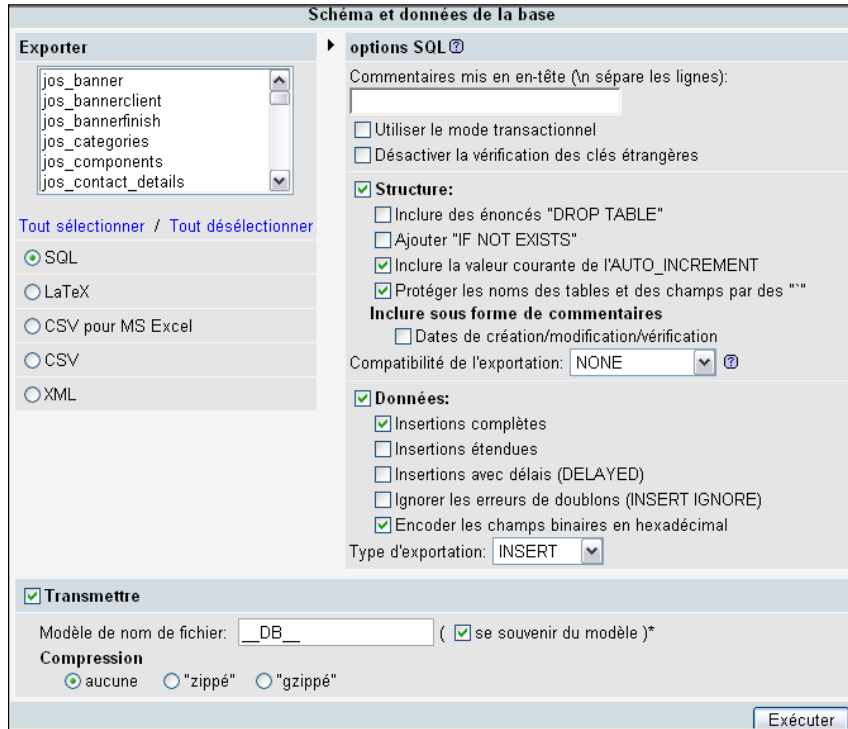 Schéma et données de la base
Exporter
jos_banner
jos_bannerclient
jos_bannerfinish
jos_categories
jos_components
jos_contact_details
Tout sélectionner / Tout désélectionner
SQL
LaTeX
CSV pour MS Excel
CSV
XML
options SQL
Commentaires mis en en-tête (\n sépare les lignes):
Utiliser le mode transactionnel
Désactiver la vérification des clés étrangères
Structure:
Inclure des énoncés "DROP TABLE"
Ajouter "IF NOT EXISTS"
Inclure la valeur courante de l'AUTO_INCREMENT
Protéger les noms des tables et des champs par des "`"
Inclure sous forme de commentaires
Dates de création/modification/vérification
Compatibilité de l'exportation: NONE
Données:
Insertions complètes
Insertions étendues
Insertions avec délais (DELAYED)
Ignorer les erreurs de doublons (INSERT IGNORE)
Encoder les champs binaires en hexadécimal
Type d'exportation: INSERT
Transmettre
Modèle de nom de fichier: __DB__ ( se souvenir du modèle )*
Compression
aucune "zippé" "gzippé"
Exécuter